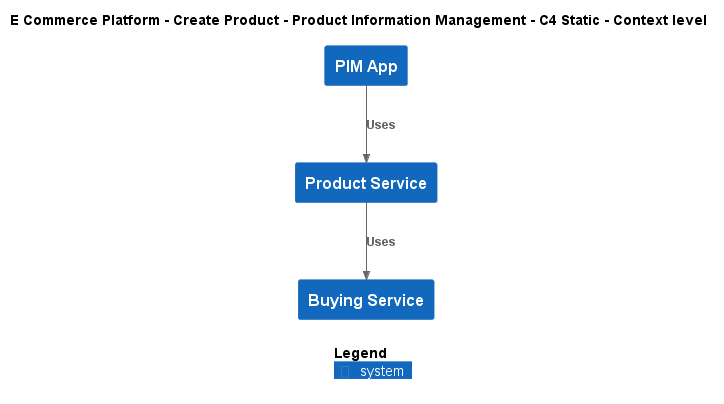 E Commerce Platform - Create Product - Product Information Management - C4 Static - Context level
PIM App
Uses
Product Service
Uses
Buying Service
Legend
system